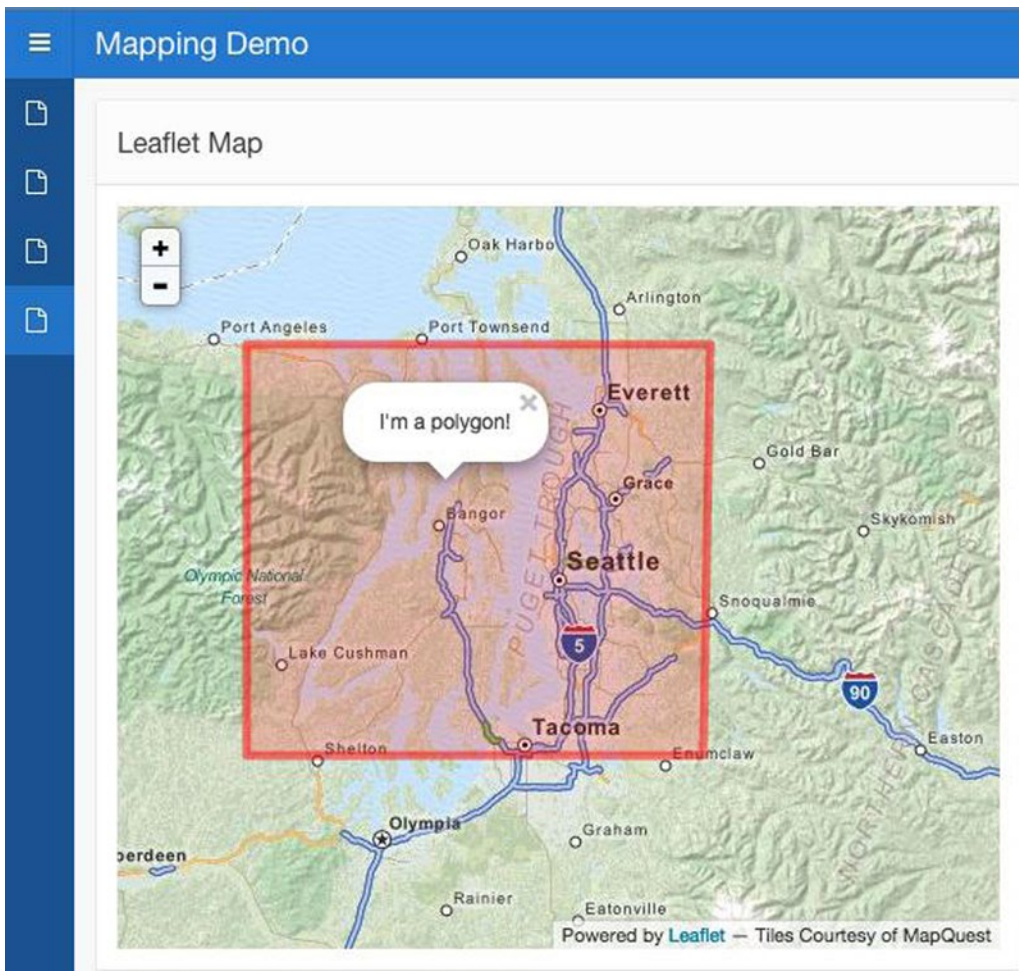 Mapping Demo
Leaflet Map
+
-
Oak Harbo
Arlington
Port Angeles
Port Townsend
Everett
I'm a polygon!
×
Gold Bar
Grace
Bangor
Skykomish
PUGET TROUGH
Seattle
Olympic National
Forest
Snoqualmie
5
Lake Cushman
90
Tacoma
Easton
Shelton
Enumclaw
Olympia
Graham
berdeen
Rainier
Eatonville
Powered by Leaflet — Tiles Courtesy of MapQuest